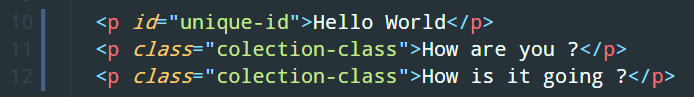 10 <p id="unique-id">Hello World</p>
11 <p class="colection-class">How are you ?</p>
12 <p class="colection-class">How is it going ?</p>